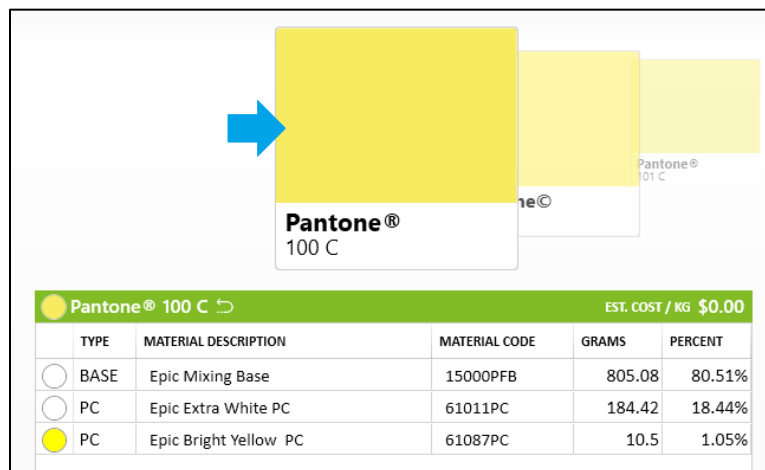 Pantone®
101 C
ne©
Pantone®
100 C
Pantone® 100 C EST. COST / KG $0.00
TYPE MATERIAL DESCRIPTION MATERIAL CODE GRAMS PERCENT
BASE Epic Mixing Base 15000PFB 805.08 80.51%
PC Epic Extra White PC 61011PC 184.42 18.44%
PC Epic Bright Yellow PC 61087PC 10.5 1.05%